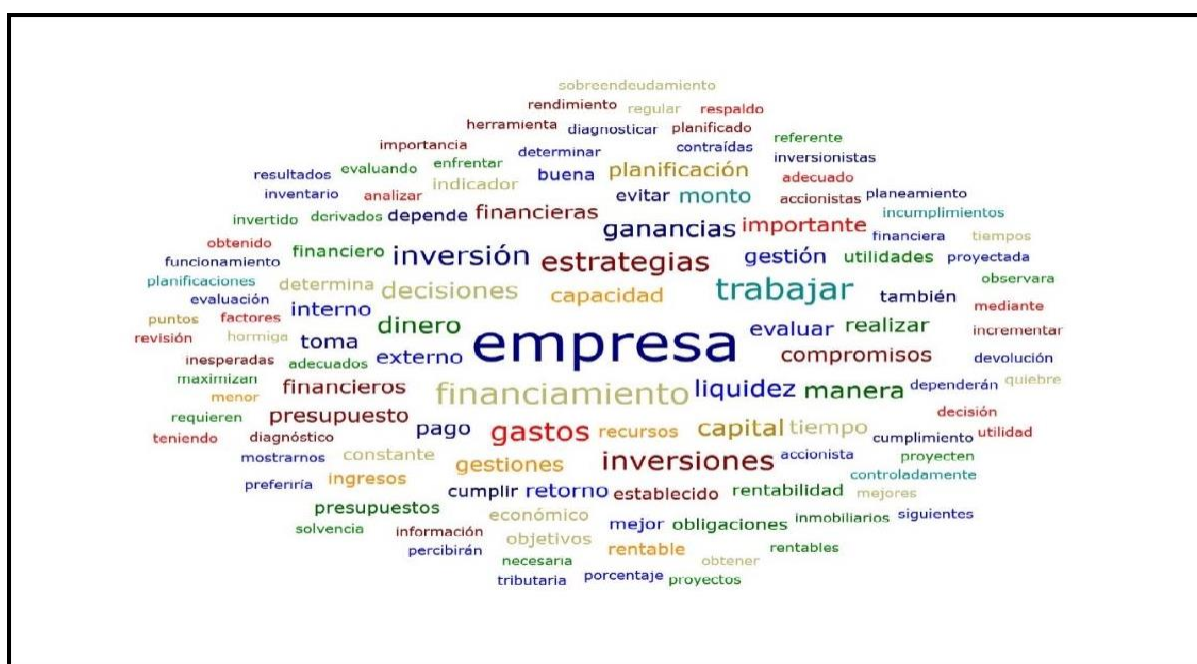 sobreendeudamiento
rendimiento regular respaldo
herramienta diagnosticar planificado
importancia determinar contraídas referente
resultados evaluando enfrentar buena planificación inversionistas
inventario analizar indicador evitar monto accionistas adecuado planeamiento
invertido derivados depende financieras ganancias importante incumplimientos
obtenido financiero inversión estrategias gestión utilidades financiera tiempos
funcionamiento proyectada
planificaciones determina decisiones capacidad trabajar también observara
evaluación interno mediante
puntos factores dinero empresa evaluar realizar incrementar
revisión hormiga toma externo compromisos devolución
inesperadas adecuados
maximizan financieros financiamiento liquidez manera dependerán quiebre
menor
requieren presupuesto pago gastos recursos capital tiempo decisión
teniendo diagnóstico cumplimiento utilidad
mostrarnos constante gestiones inversiones accionista proyecten
preferiría ingresos cumplir retorno establecido rentabilidad mejores controladamente
presupuestos económico mejor obligaciones inmobiliarios siguientes
solvencia información objetivos
percibirán rentable rentables
necesaria obtener
tributaria porcentaje proyectos